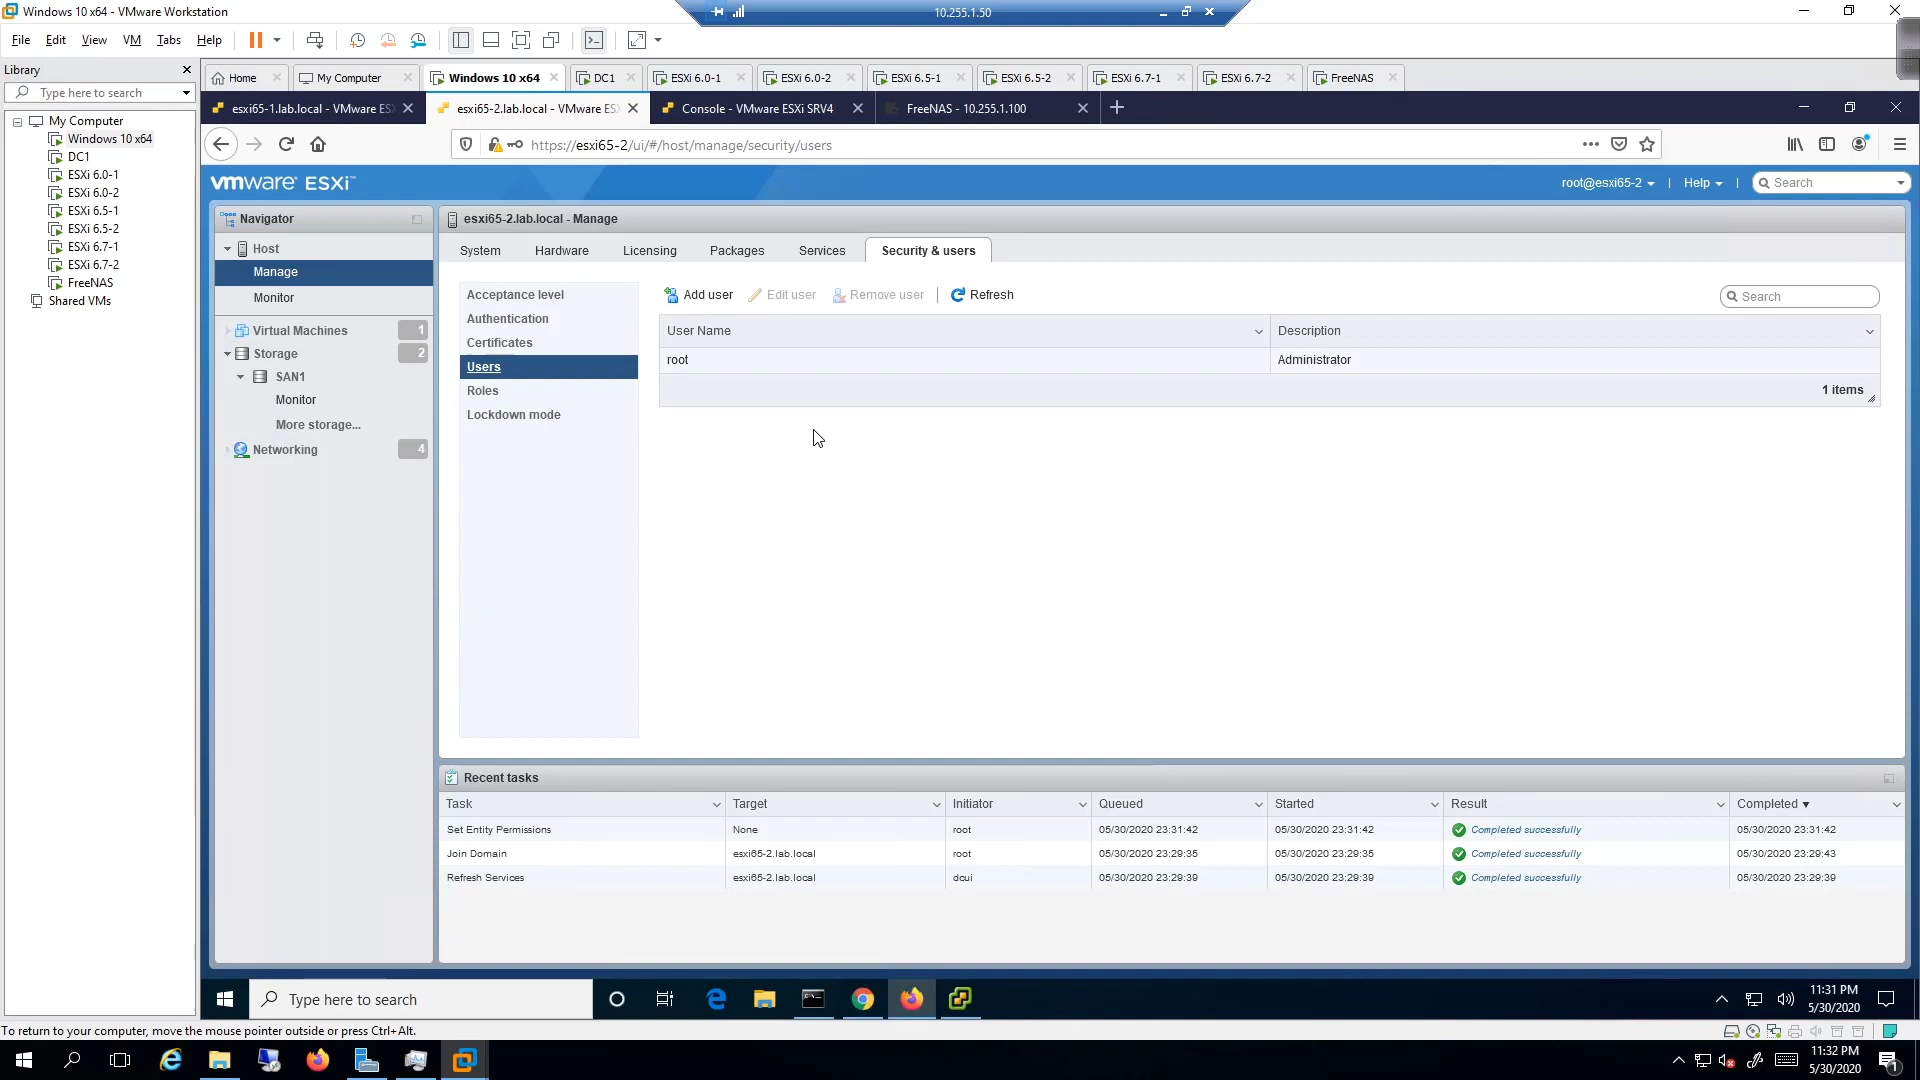 Windows 10 x64 - VMware Workstation
10.255.1.50
File Edit View VM Tabs Help
Library
Type here to search
Home My Computer Windows 10 x64 DC1 ESXi 6.0-1 ESXi 6.0-2 ESXi 6.5-1 ESXi 6.5-2 ESXi 6.7-1 ESXi 6.7-2 FreeNAS
esxi65-1.lab.local - VMware ES esxi65-2.lab.local - VMware ES Console - VMware ESXi SRV4 FreeNAS - 10.255.1.100
My Computer
Windows 10 x64
DC1
ESXi 6.0-1
ESXi 6.0-2
ESXi 6.5-1
ESXi 6.5-2
ESXi 6.7-1
ESXi 6.7-2
FreeNAS
Shared VMs
https://esxi65-2/ui/#/host/manage/security/users
vmware ESXi™
root@esxi65-2 | Help | Search
Navigator
Host
Manage
Monitor
Virtual Machines 1
Storage 2
SAN1
Monitor
More storage...
Networking 4
esxi65-2.lab.local - Manage
System Hardware Licensing Packages Services Security & users
Acceptance level
Authentication
Certificates
Users
Roles
Lockdown mode
Add user Edit user Remove user | Refresh Search
User Name Description
root Administrator
1 items
Recent tasks
Task Target Initiator Queued Started Result Completed ▼
Set Entity Permissions None root 05/30/2020 23:31:42 05/30/2020 23:31:42 Completed successfully 05/30/2020 23:31:42
Join Domain esxi65-2.lab.local root 05/30/2020 23:29:35 05/30/2020 23:29:35 Completed successfully 05/30/2020 23:29:43
Refresh Services esxi65-2.lab.local dcui 05/30/2020 23:29:39 05/30/2020 23:29:39 Completed successfully 05/30/2020 23:29:39
Type here to search
11:31 PM
5/30/2020
To return to your computer, move the mouse pointer outside or press Ctrl+Alt.
11:32 PM
5/30/2020
1